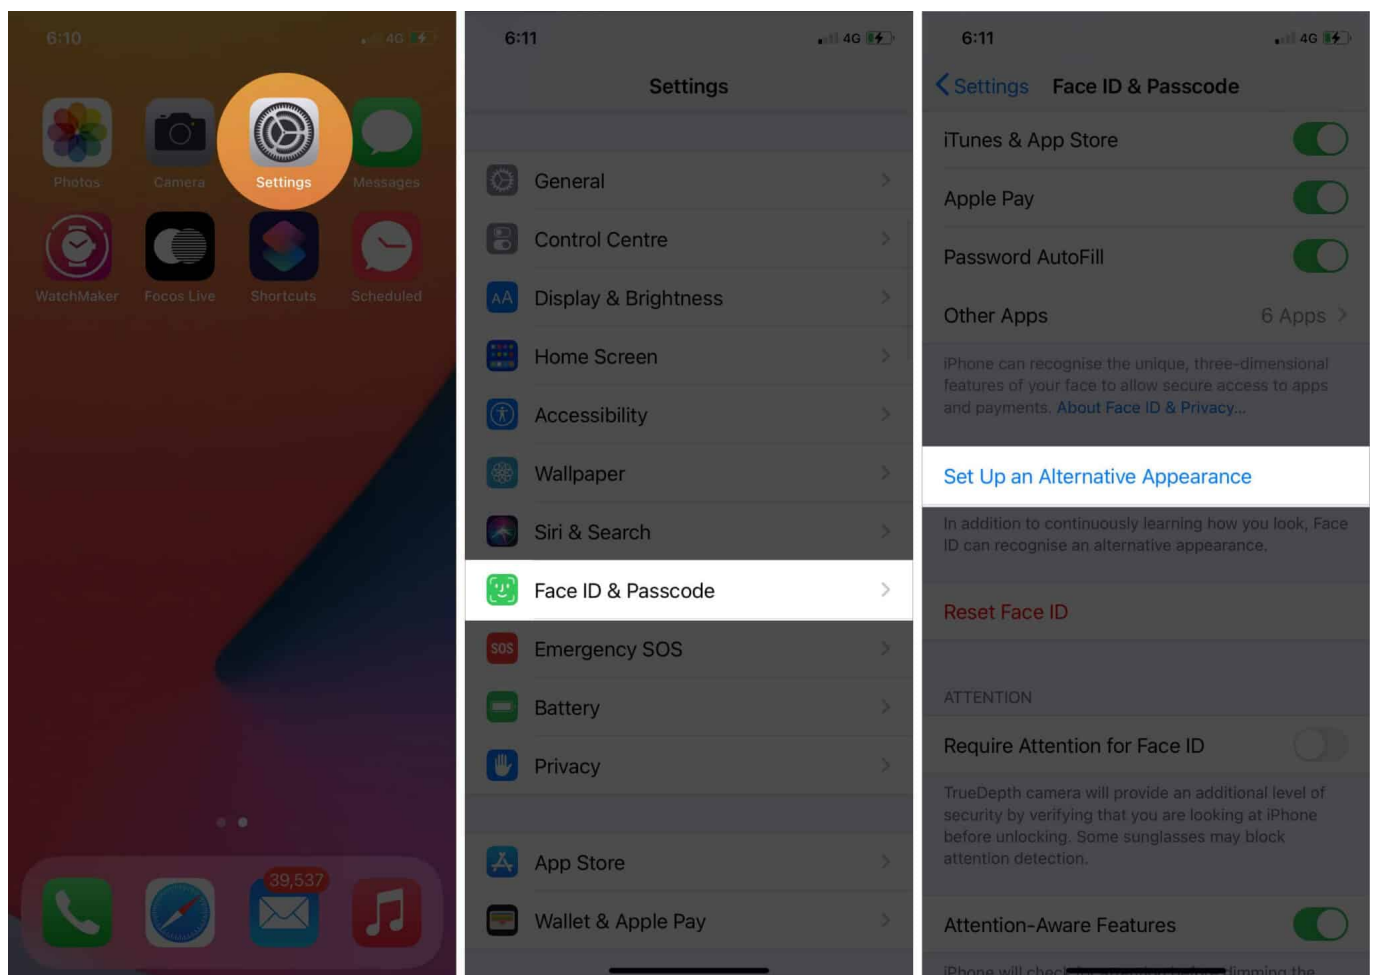 6:10
4G
Photos
Camera
Settings
Messages
WatchMaker
Focos Live
Shortcuts
Scheduled
39,537
6:11
4G
Settings
General
Control Centre
AA
Display & Brightness
Home Screen
Accessibility
Wallpaper
Siri & Search
Face ID & Passcode
SOS
Emergency SOS
Battery
Privacy
App Store
Wallet & Apple Pay
6:11
4G
Settings
Face ID & Passcode
iTunes & App Store
Apple Pay
Password AutoFill
Other Apps
6 Apps
iPhone can recognise the unique, three-dimensional
features of your face to allow secure access to apps
and payments. About Face ID & Privacy...
Set Up an Alternative Appearance
In addition to continuously learning how you look, Face
ID can recognise an alternative appearance.
Reset Face ID
ATTENTION
Require Attention for Face ID
TrueDepth camera will provide an additional level of
security by verifying that you are looking at iPhone
before unlocking. Some sunglasses may block
attention detection.
Attention-Aware Features
iPhone will check dimming the